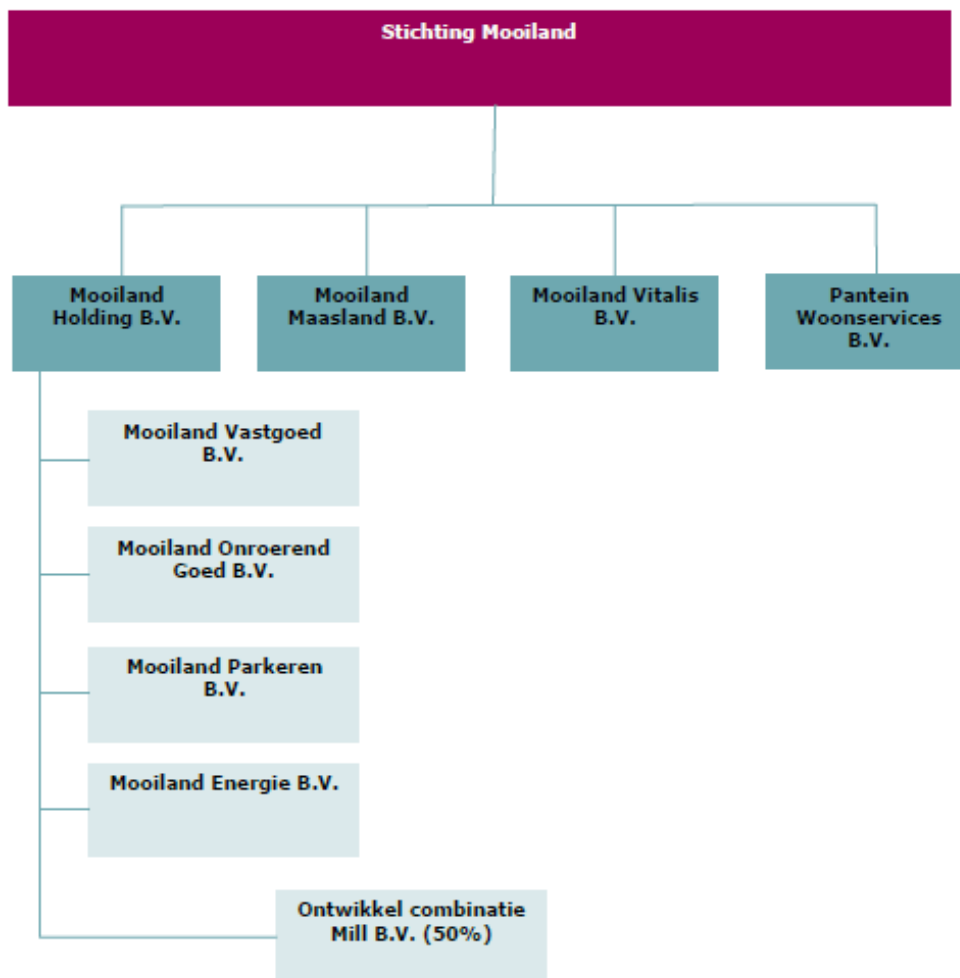 Stichting Mooiland
Mooiland
Holding B.V.
Mooiland
Maasland B.V.
Mooiland Vitalis
B.V.
Pantein
Woonservices
B.V.
Mooiland Vastgoed
B.V.
Mooiland Onroerend
Goed B.V.
Mooiland Parkeren
B.V.
Mooiland Energie B.V.
Ontwikkel combinatie
Mill B.V. (50%)